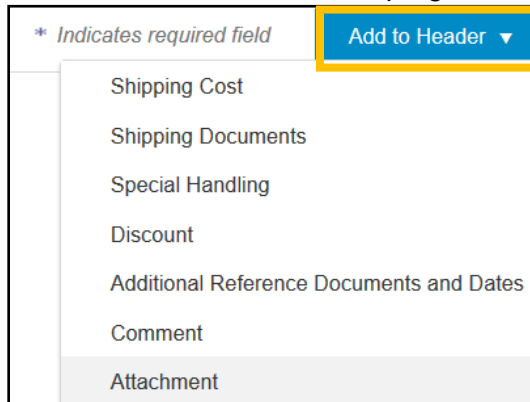 * Indicates required field Add to Header ▼
Shipping Cost
Shipping Documents
Special Handling
Discount
Additional Reference Documents and Dates
Comment
Attachment